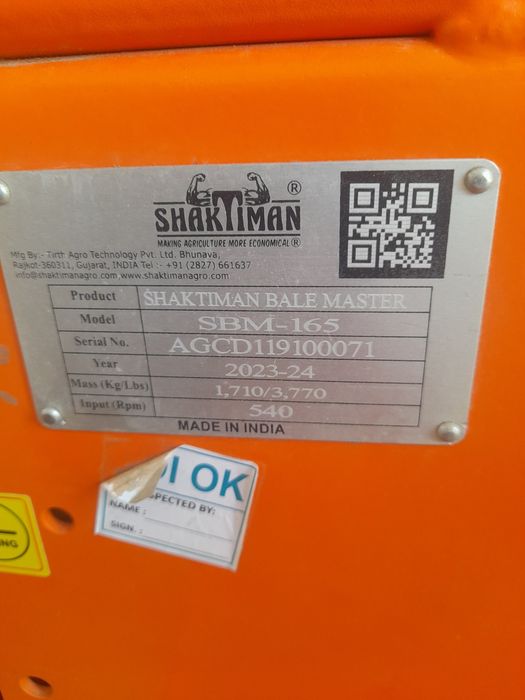 SHAKTIMAN ®
MAKING AGRICULTURE MORE ECONOMICAL ®
Mfg By:- Tirth Agro Technology Pvt. Ltd. Bhunava,
Rajkot-360311, Gujarat, INDIA Tel :- +91 (2827) 661637
info@shaktimanagro.com www.shaktimanagro.com
Product SHAKTIMAN BALE MASTER
Model SBM-165
Serial No. AGCD119100071
Year 2023-24
Mass (Kg/Lbs) 1,710/3,770
Input (Rpm) 540
MADE IN INDIA
OK
NAME :
SIGN. :